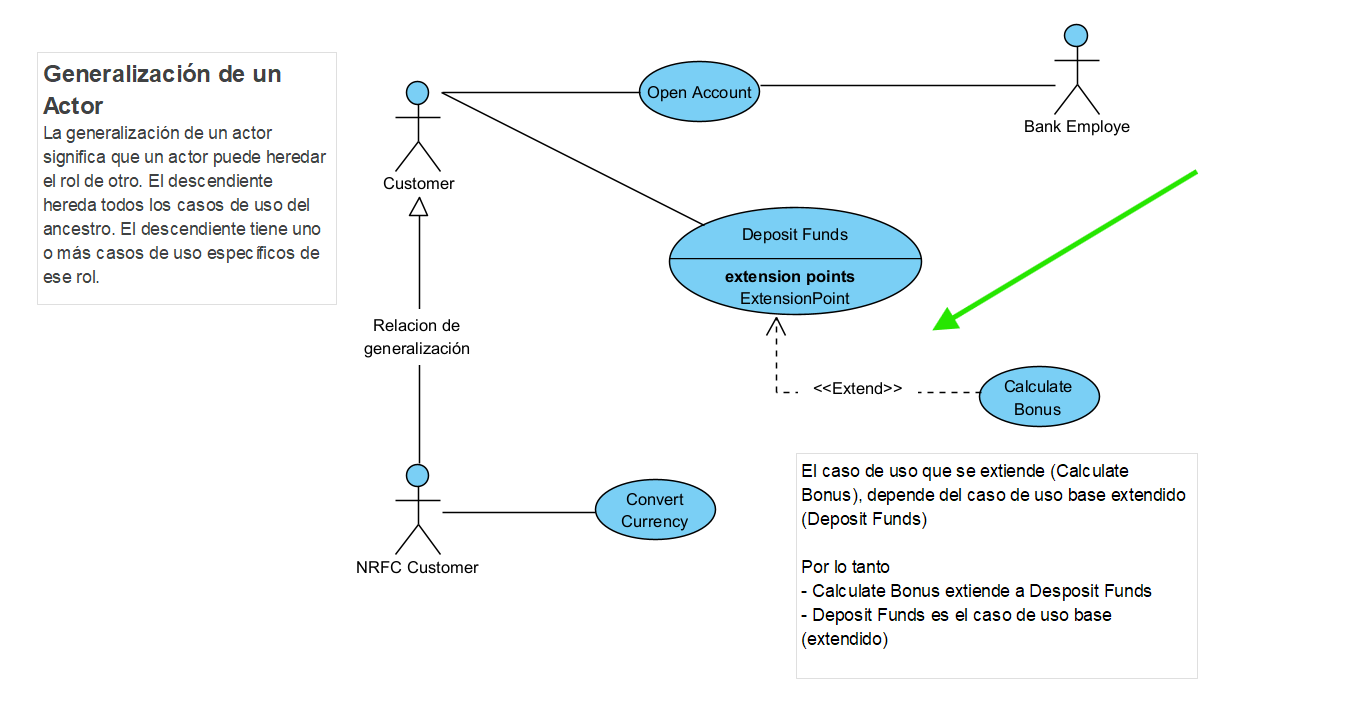 Generalización de un
Actor
La generalización de un actor
significa que un actor puede heredar
el rol de otro. El descendiente
hereda todos los casos de uso del
ancestro. El descendiente tiene uno
o más casos de uso específicos de
ese rol.
Open Account
Bank Employe
Customer
Deposit Funds
extension points
ExtensionPoint
Relacion de
generalización
<<Extend>>
Calculate
Bonus
Convert
Currency
NRFC Customer
El caso de uso que se extiende (Calculate
Bonus), depende del caso de uso base extendido
(Deposit Funds)
Por lo tanto
- Calculate Bonus extiende a Desposit Funds
- Deposit Funds es el caso de uso base
(extendido)